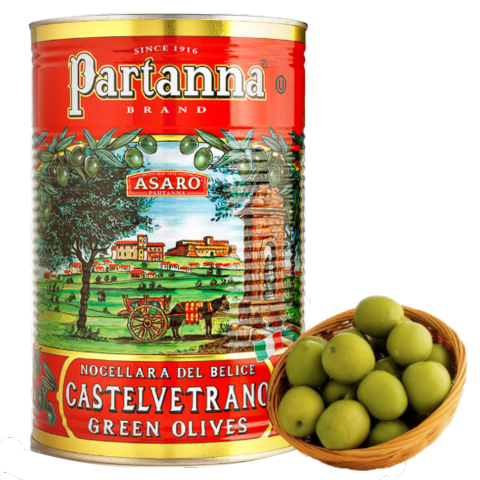 SINCE 1916
Partanna
BRAND
U
ASARO
PARTANNA
NOCELLARA DEL BELICE
CASTELVETRANO
GREEN OLIVES